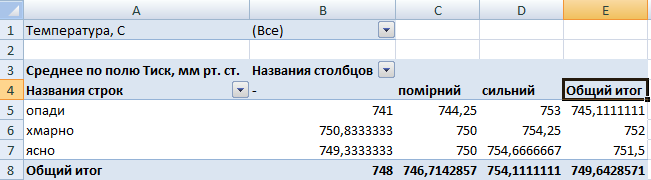 A B C D E
1 Температура, С (Все)
2
3 Среднее по полю Тиск, мм рт. ст. Названия столбцов
4 Названия строк - помірний сильний Общий итог
5 опади 741 744,25 753 745,1111111
6 хмарно 750,8333333 750 754,25 752
7 ясно 749,3333333 750 754,6666667 751,5
8 Общий итог 748 746,7142857 754,1111111 749,6428571